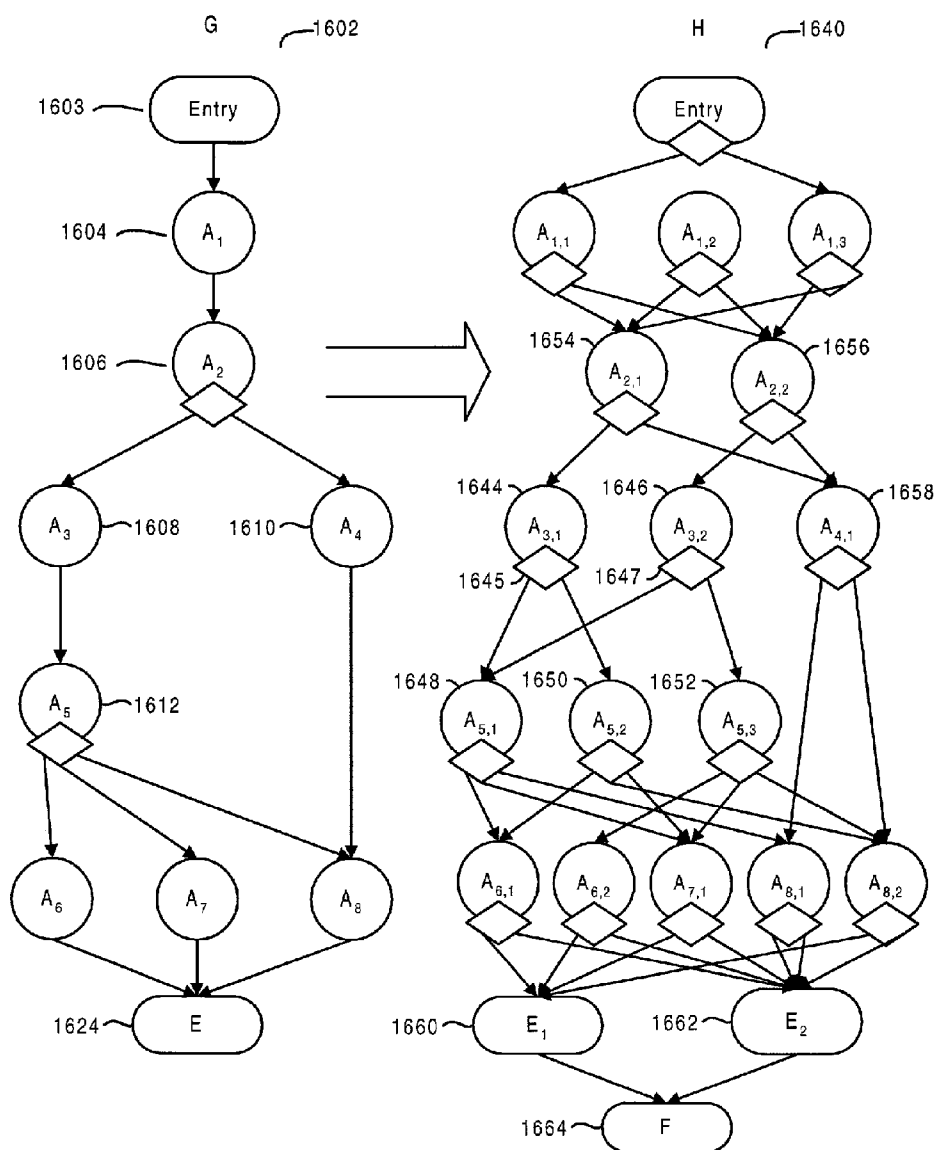 G
1602
H
1640
1603
Entry
Entry
1604
A1
A1,1
A1,2
A1,3
1606
A2
1654
A2,1
1656
A2,2
A3
1608
1610
A4
1644
A3,1
1645
1646
A3,2
1647
1658
A4,1
A5
1612
1648
A5,1
1650
A5,2
1652
A5,3
A6
A7
A8
A6,1
A6,2
A7,1
A8,1
A8,2
1624
E
1660
E1
1662
E2
1664
F